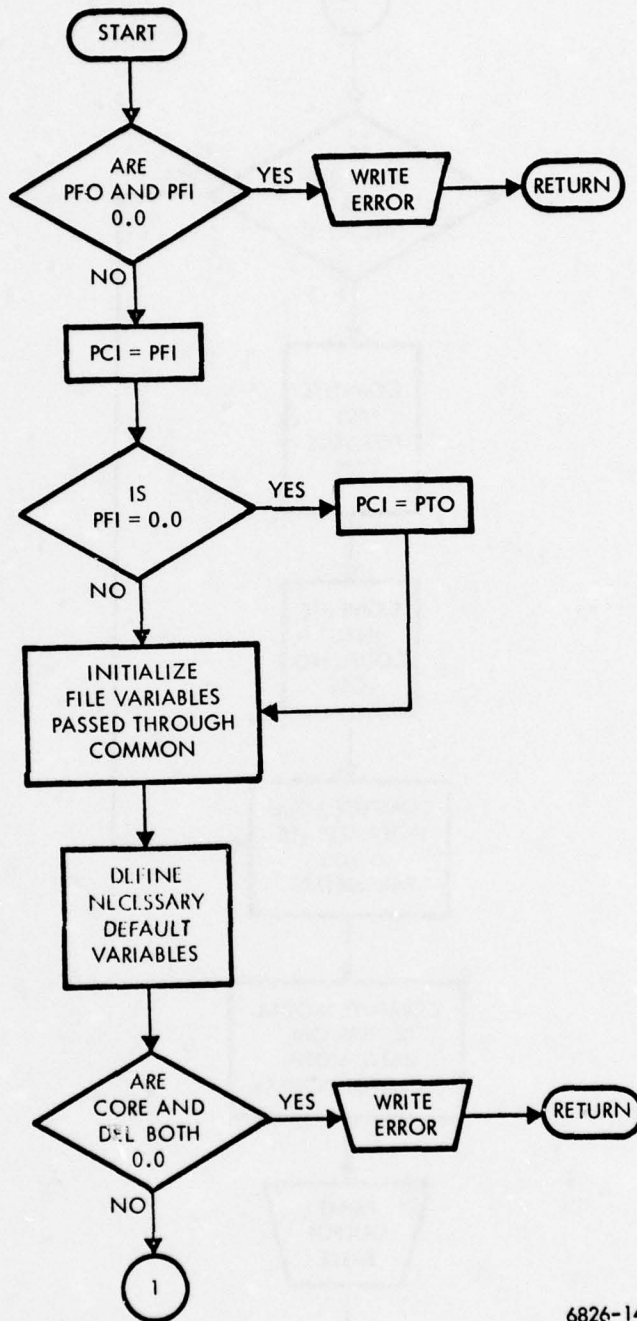 START
ARE
PFO AND PFI
0.0
YES
WRITE
ERROR
RETURN
NO
PCI = PFI
IS
PFI = 0.0
YES
PCI = PTO
NO
INITIALIZE
FILE VARIABLES
PASSED THROUGH
COMMON
DEFINE
NECESSARY
DEFAULT
VARIABLES
ARE
CORE AND
DEL BOTH
0.0
YES
WRITE
ERROR
RETURN
NO
1
6826-14